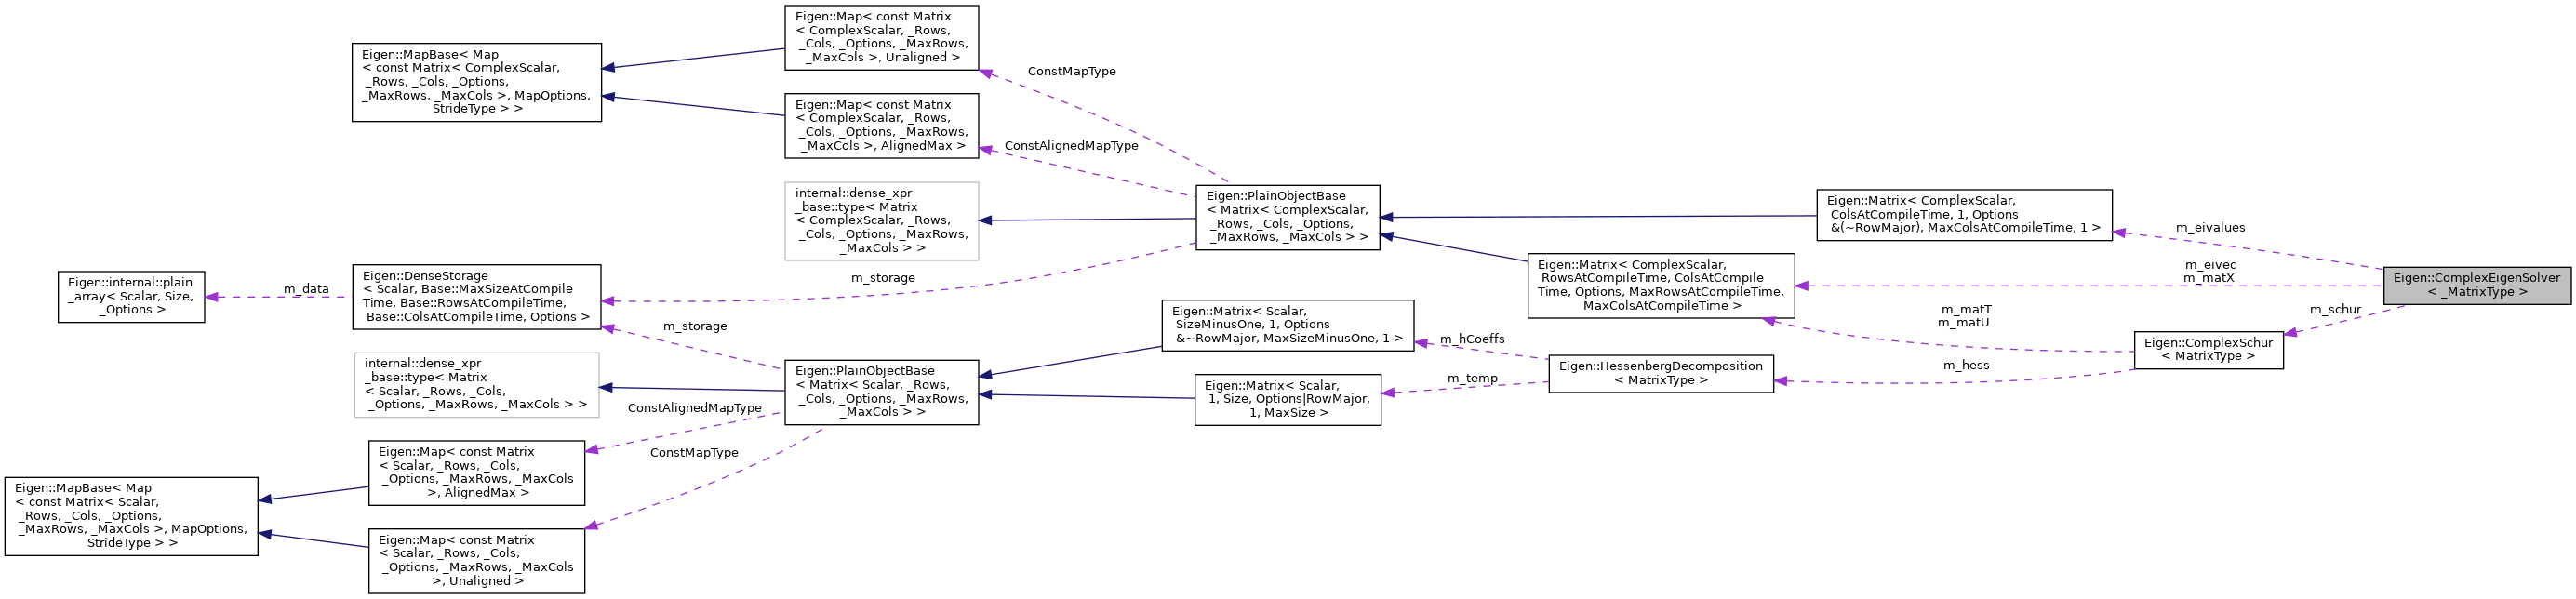 Eigen::Map< const Matrix
< ComplexScalar, _Rows,
_Cols, _Options, _MaxRows,
_MaxCols >, Unaligned >
Eigen::MapBase< Map
< const Matrix< ComplexScalar,
_Rows, _Cols, _Options,
_MaxRows, _MaxCols >, MapOptions,
StrideType > >
ConstMapType
Eigen::Map< const Matrix
< ComplexScalar, _Rows,
_Cols, _Options, _MaxRows,
_MaxCols >, AlignedMax >
ConstAlignedMapType
internal::dense_xpr
_base::type< Matrix
< ComplexScalar, _Rows,
_Cols, _Options, _MaxRows,
_MaxCols > >
Eigen::PlainObjectBase
< Matrix< ComplexScalar,
_Rows, _Cols, _Options,
_MaxRows, _MaxCols > >
Eigen::Matrix< ComplexScalar,
ColsAtCompileTime, 1, Options
&(~RowMajor), MaxColsAtCompileTime, 1 >
m_eivalues
Eigen::internal::plain
_array< Scalar, Size,
_Options >
m_data
Eigen::DenseStorage
< Scalar, Base::MaxSizeAtCompile
Time, Base::RowsAtCompileTime,
Base::ColsAtCompileTime, Options >
m_storage
Eigen::Matrix< ComplexScalar,
RowsAtCompileTime, ColsAtCompile
Time, Options, MaxRowsAtCompileTime,
MaxColsAtCompileTime >
m_eivec
m_matX
Eigen::ComplexEigenSolver
< _MatrixType >
m_storage
Eigen::Matrix< Scalar,
SizeMinusOne, 1, Options
&~RowMajor, MaxSizeMinusOne, 1 >
m_hCoeffs
m_matT
m_matU
m_schur
Eigen::ComplexSchur
< MatrixType >
internal::dense_xpr
_base::type< Matrix
< Scalar, _Rows, _Cols,
_Options, _MaxRows, _MaxCols > >
Eigen::PlainObjectBase
< Matrix< Scalar, _Rows,
_Cols, _Options, _MaxRows,
_MaxCols > >
Eigen::Matrix< Scalar,
1, Size, Options|RowMajor,
1, MaxSize >
m_temp
Eigen::HessenbergDecomposition
< MatrixType >
m_hess
ConstAlignedMapType
Eigen::Map< const Matrix
< Scalar, _Rows, _Cols,
_Options, _MaxRows, _MaxCols
>, AlignedMax >
ConstMapType
Eigen::MapBase< Map
< const Matrix< Scalar,
_Rows, _Cols, _Options,
_MaxRows, _MaxCols >, MapOptions,
StrideType > >
Eigen::Map< const Matrix
< Scalar, _Rows, _Cols,
_Options, _MaxRows, _MaxCols
>, Unaligned >